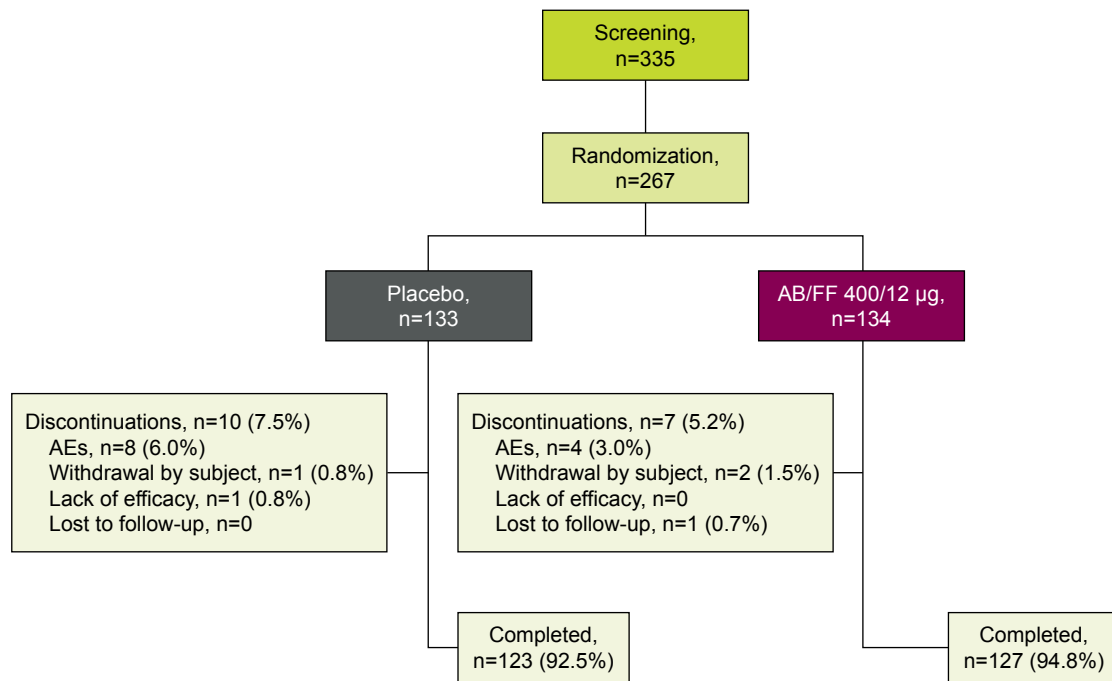 Screening,
n=335
Randomization,
n=267
Placebo,
n=133
AB/FF 400/12 µg,
n=134
Discontinuations, n=10 (7.5%)
AEs, n=8 (6.0%)
Withdrawal by subject, n=1 (0.8%)
Lack of efficacy, n=1 (0.8%)
Lost to follow-up, n=0
Discontinuations, n=7 (5.2%)
AEs, n=4 (3.0%)
Withdrawal by subject, n=2 (1.5%)
Lack of efficacy, n=0
Lost to follow-up, n=1 (0.7%)
Completed,
n=123 (92.5%)
Completed,
n=127 (94.8%)